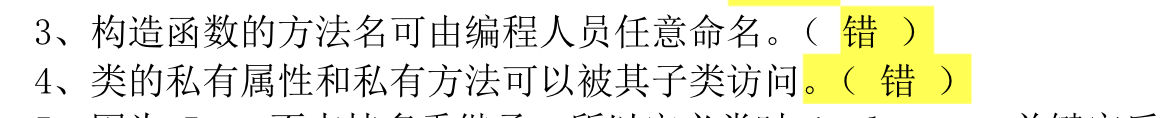 3、构造函数的方法名可由编程人员任意命名。（ 错 ）
4、类的私有属性和私有方法可以被其子类访问。（ 错 ）